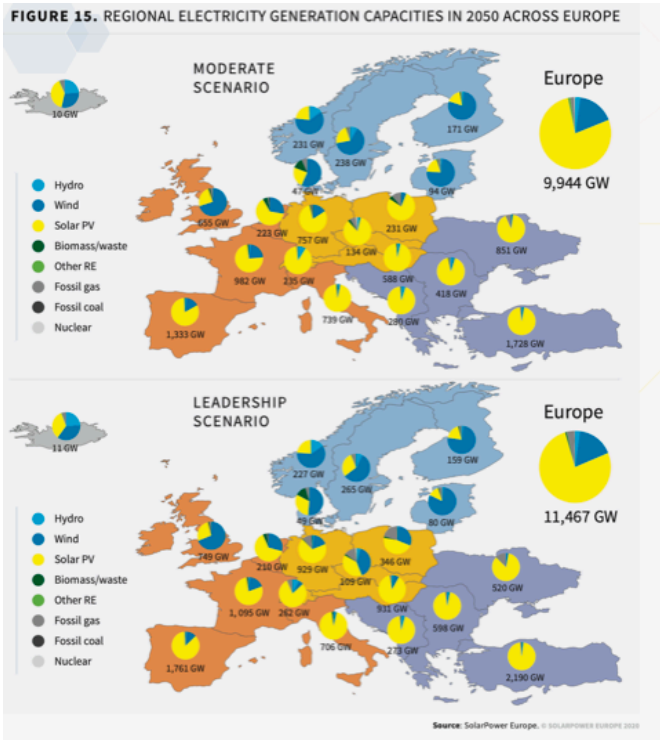 FIGURE 15. REGIONAL ELECTRICITY GENERATION CAPACITIES IN 2050 ACROSS EUROPE
MODERATE
SCENARIO
Europe
9,944 GW
10 GW
231 GW
238 GW
171 GW
47 GW
94 GW
Hydro
Wind
Solar PV
Biomass/waste
Other RE
Fossil gas
Fossil coal
Nuclear
655 GW
223 GW
757 GW
231 GW
134 GW
851 GW
982 GW
235 GW
588 GW
418 GW
739 GW
280 GW
1,333 GW
1,728 GW
LEADERSHIP
SCENARIO
Europe
11,467 GW
11 GW
227 GW
265 GW
159 GW
49 GW
80 GW
Hydro
Wind
Solar PV
Biomass/waste
Other RE
Fossil gas
Fossil coal
Nuclear
749 GW
210 GW
929 GW
346 GW
109 GW
520 GW
1,095 GW
262 GW
931 GW
598 GW
706 GW
273 GW
1,761 GW
2,190 GW
Source: SolarPower Europe. © SOLARPOWER EUROPE 2020